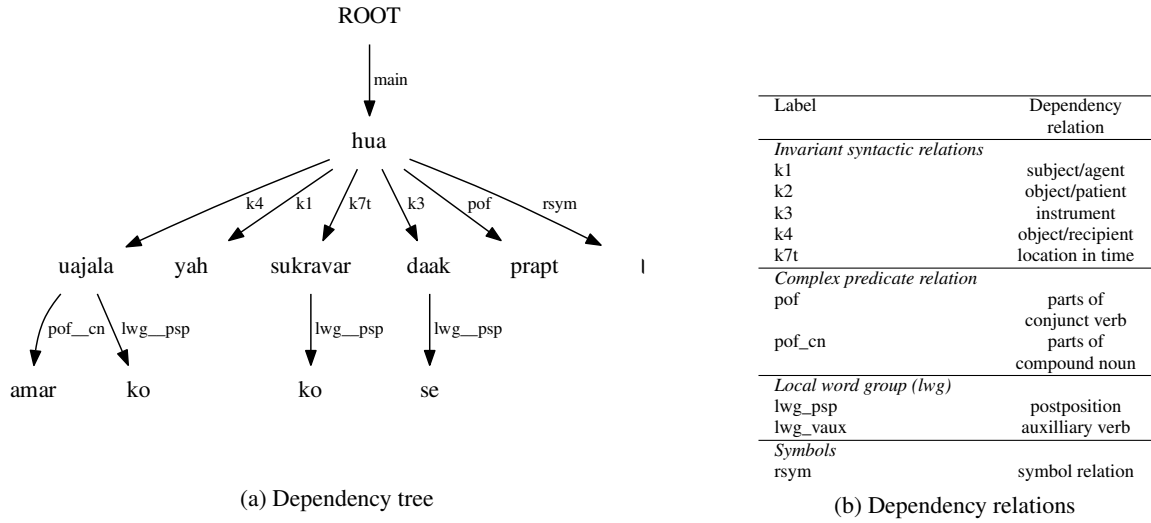 ROOT
main
hua
k4 k1 k7t k3 pof rsym
uajala yah sukravar daak prapt ।
pof__cn lwg__psp lwg__psp lwg__psp
amar ko ko se
(a) Dependency tree
Label Dependency
relation
Invariant syntactic relations
k1 subject/agent
k2 object/patient
k3 instrument
k4 object/recipient
k7t location in time
Complex predicate relation
pof parts of
conjunct verb
pof_cn parts of
compound noun
Local word group (lwg)
lwg_psp postposition
lwg_vaux auxilliary verb
Symbols
rsym symbol relation
(b) Dependency relations